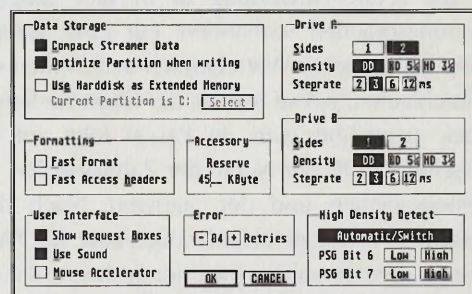 Data Storage
Compack Streamer Data
Optimize Partition when writing
Use Harddisk as Extended Memory
Current Partition is C: Select
Drive A
Sides 1 2
Density DD HD 5¼ HD 3½
Steprate 2 3 6 12 ms
Drive B
Sides 1 2
Density DD HD 5¼ HD 3½
Steprate 2 3 6 12 ms
Formatting
Fast Format
Fast Access headers
Accessory
Reserve
45__ KByte
User Interface
Show Request Boxes
Use Sound
Mouse Accelerator
Error
- 04 + Retries
OK CANCEL
High Density Detect
Automatic/Switch
PSG Bit 6 Low High
PSG Bit 7 Low High